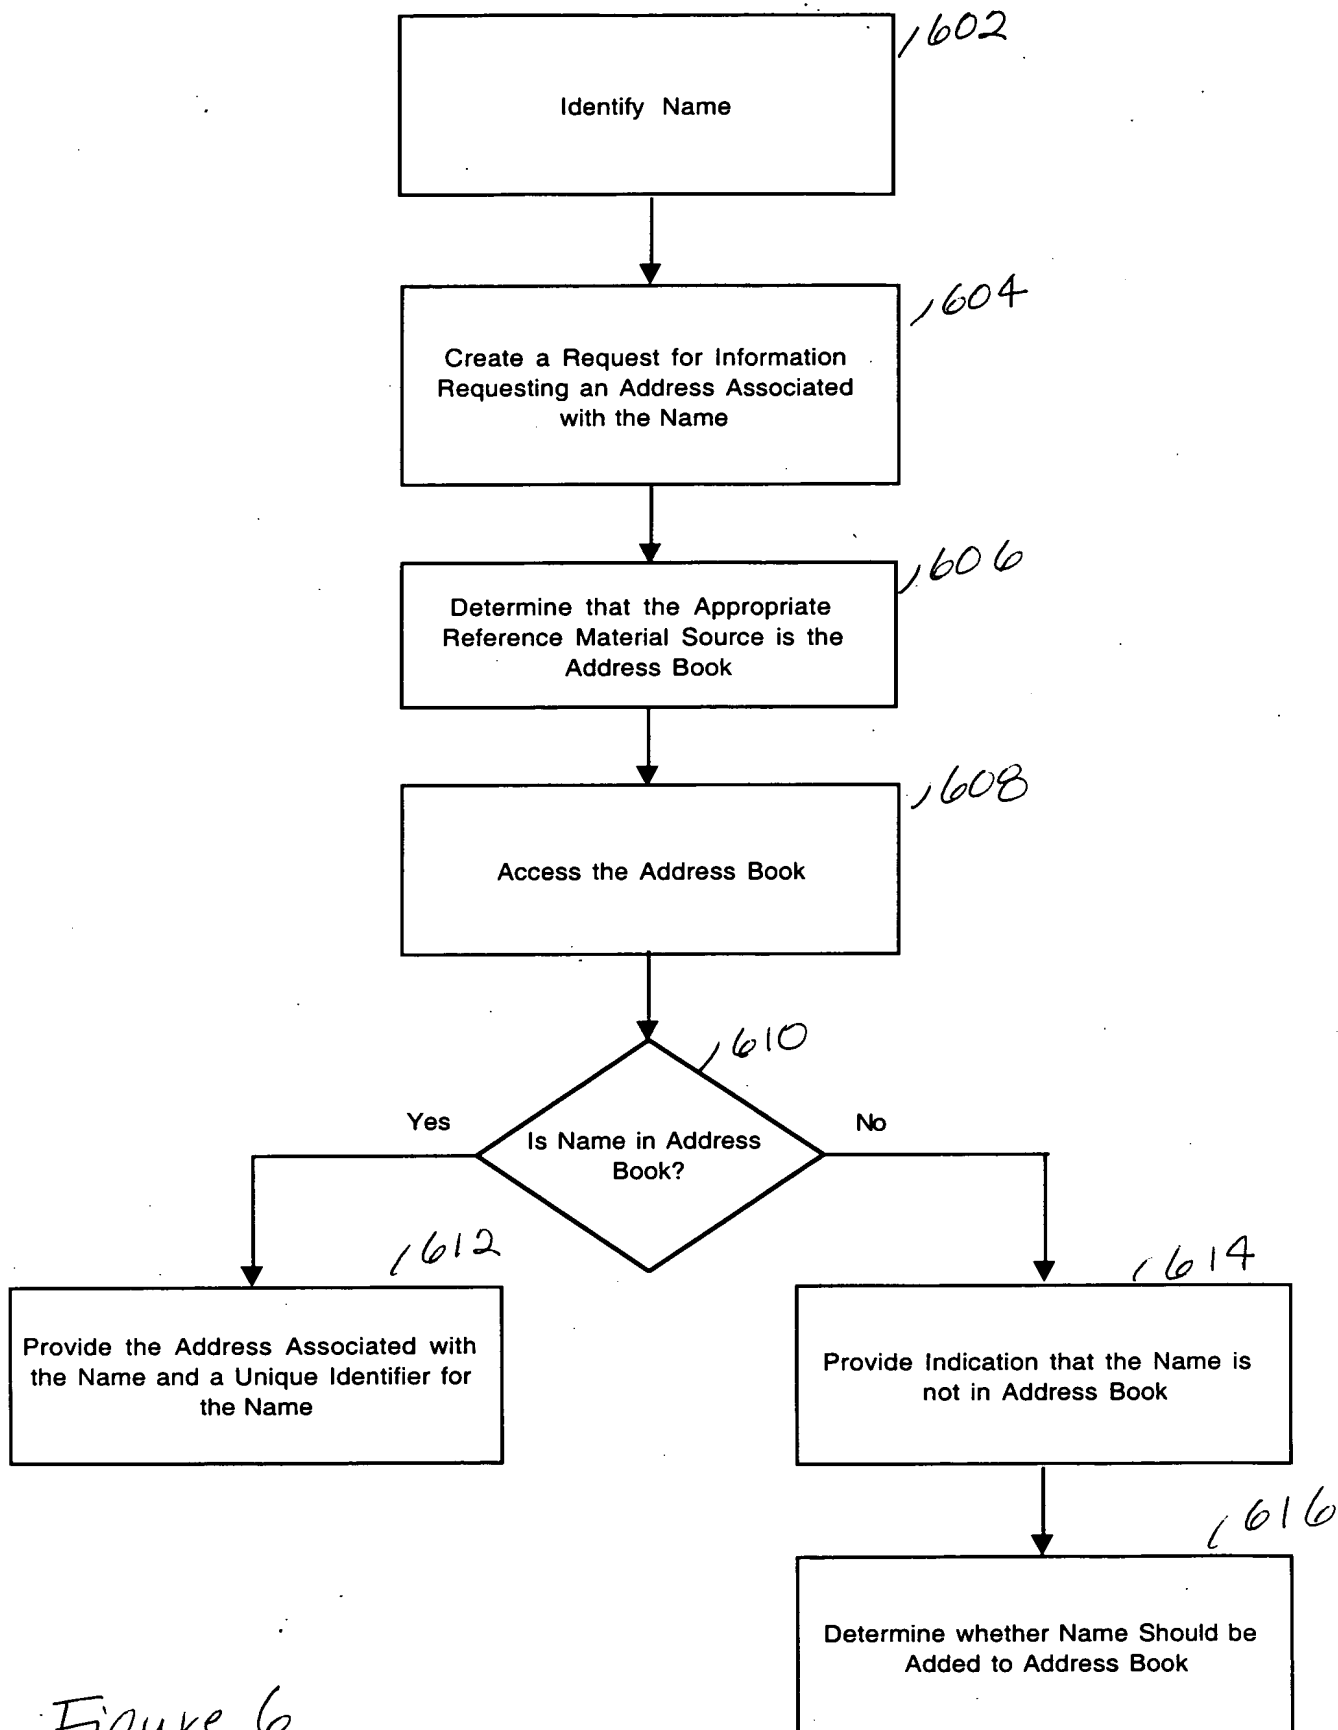 602
Identify Name
604
Create a Request for Information
Requesting an Address Associated
with the Name
606
Determine that the Appropriate
Reference Material Source is the
Address Book
608
Access the Address Book
610
Yes
No
Is Name in Address
Book?
612
614
Provide the Address Associated with
the Name and a Unique Identifier for
the Name
Provide Indication that the Name is
not in Address Book
616
Determine whether Name Should be
Added to Address Book
Figure 6